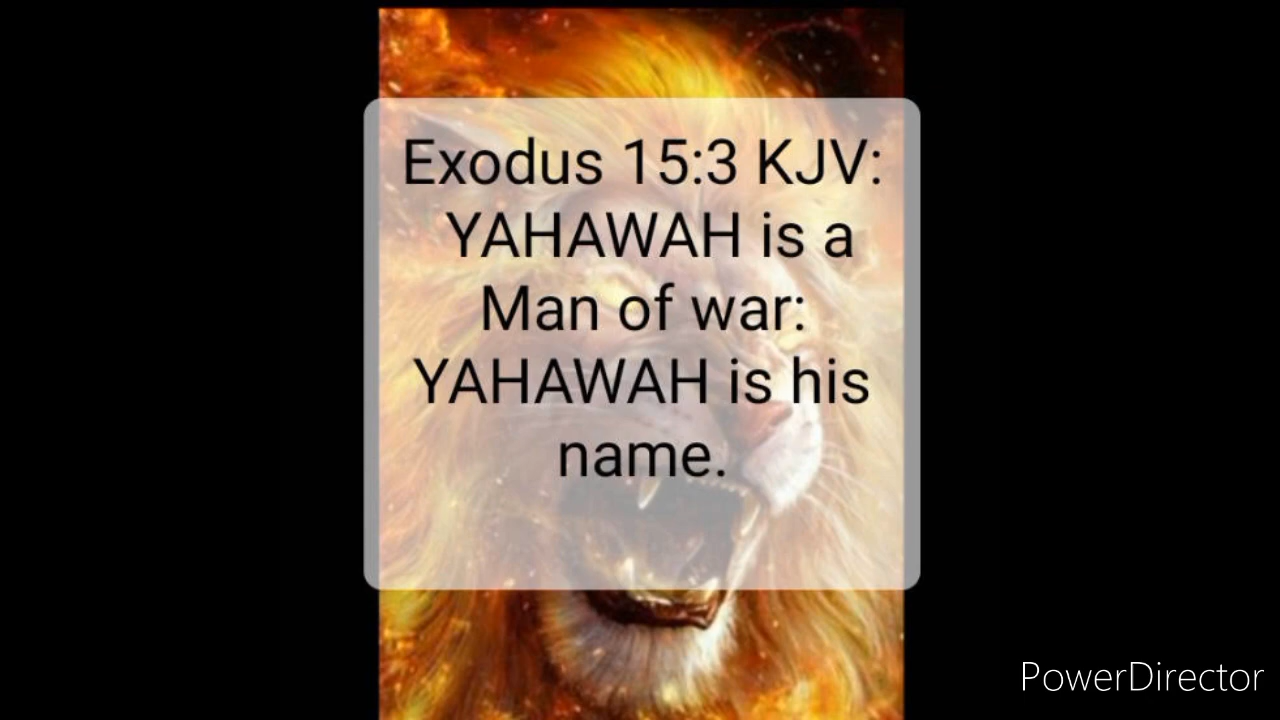 Exodus 15:3 KJV:
YAHAWAH is a
Man of war:
YAHAWAH is his
name.
PowerDirector